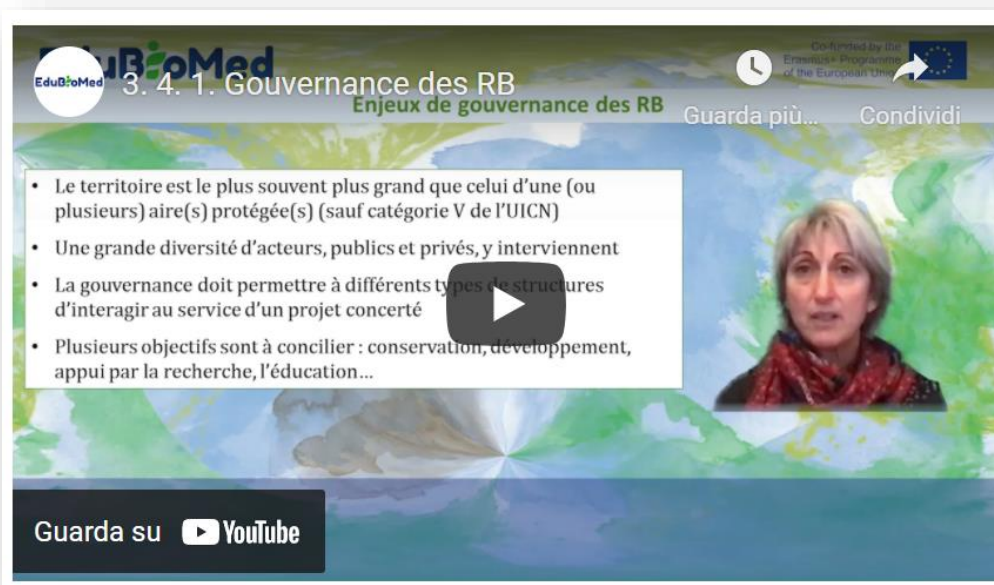 EduBioMed
EduBioMed
3. 4. 1. Gouvernance des RB
Co-funded by the
Erasmus+ Programme
of the European Union
Enjeux de gouvernance des RB
Guarda più...
Condividi
• Le territoire est le plus souvent plus grand que celui d’une (ou
plusieurs) aire(s) protégée(s) (sauf catégorie V de l’UICN)
• Une grande diversité d’acteurs, publics et privés, y interviennent
• La gouvernance doit permettre à différents types de structures
d’interagir au service d’un projet concerté
• Plusieurs objectifs sont à concilier : conservation, développement,
appui par la recherche, l’éducation…
Guarda su YouTube